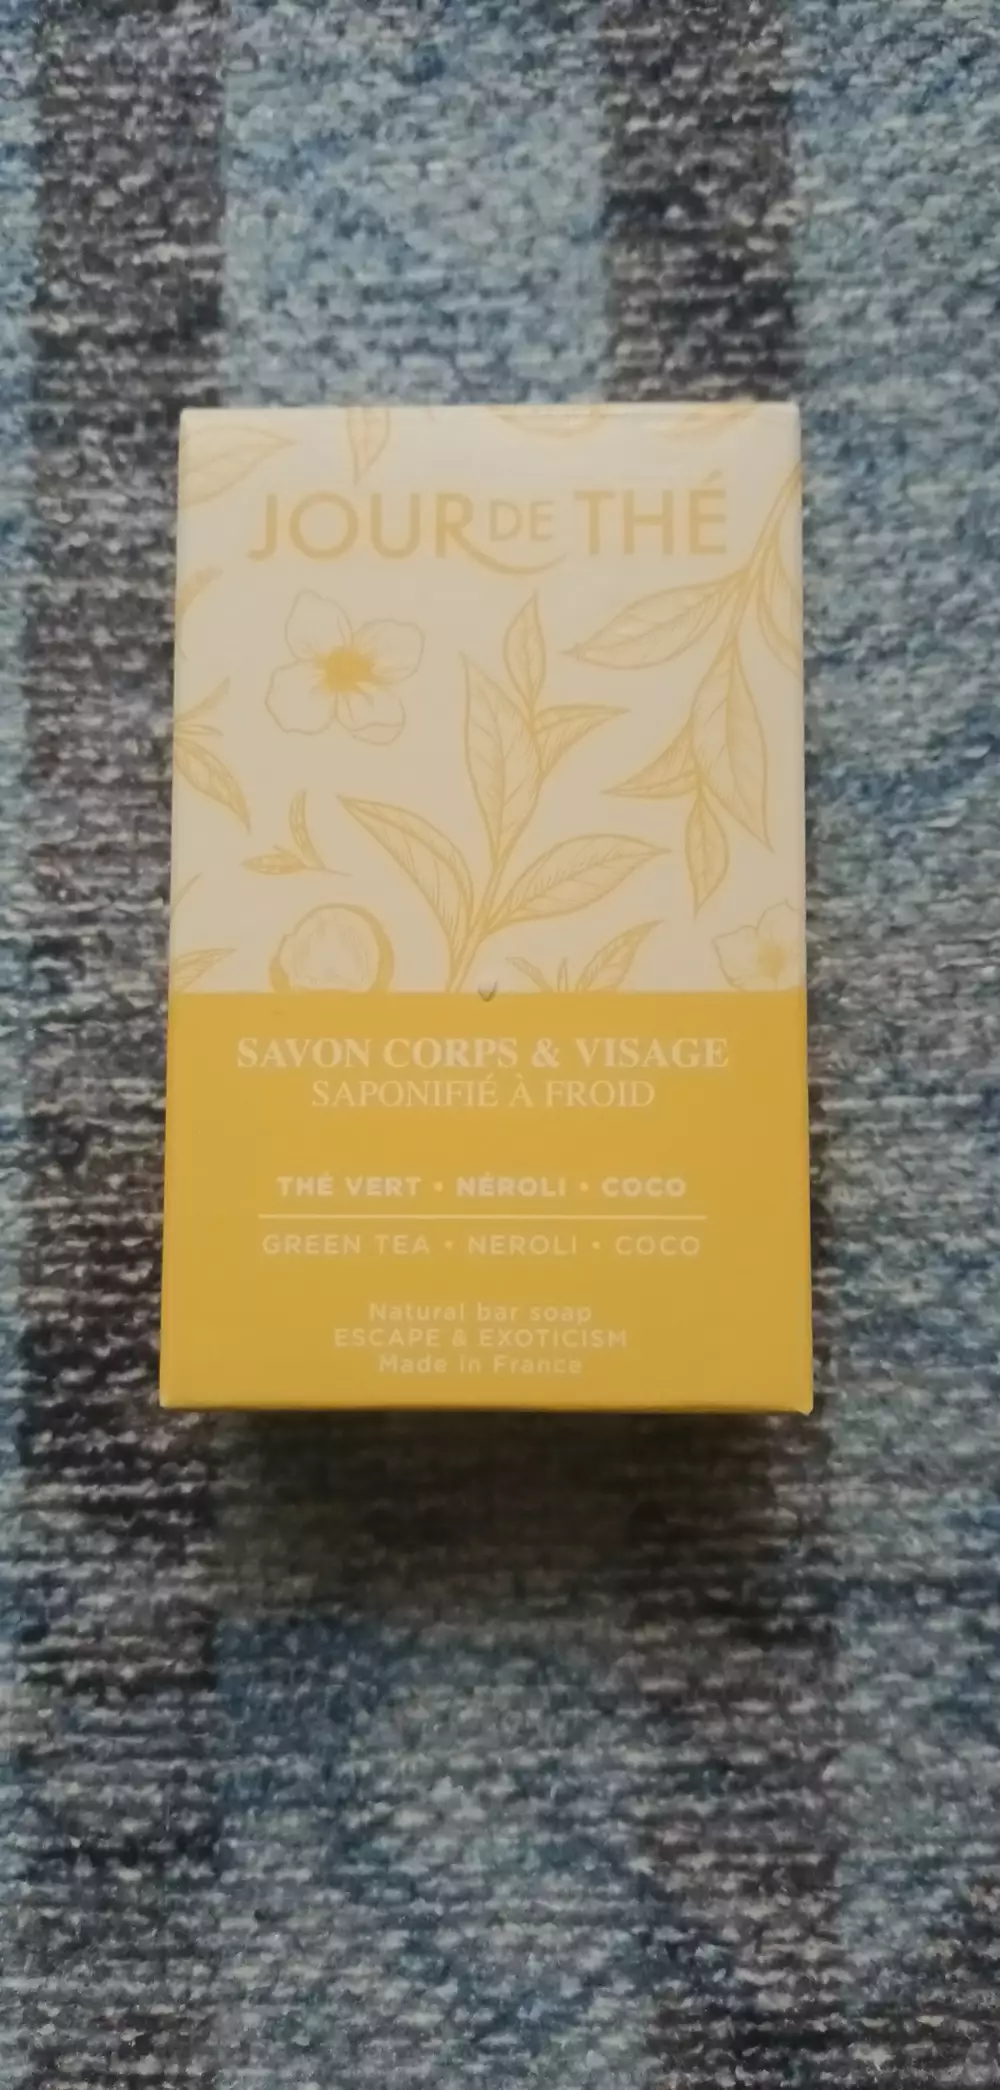 JOUR DE THÉ
SAVON CORPS & VISAGE
SAPONIFIÉ À FROID
THÉ VERT • NÉROLI • COCO
GREEN TEA • NEROLI • COCO
Natural bar soap
ESCAPE & EXOTICISM
Made in France